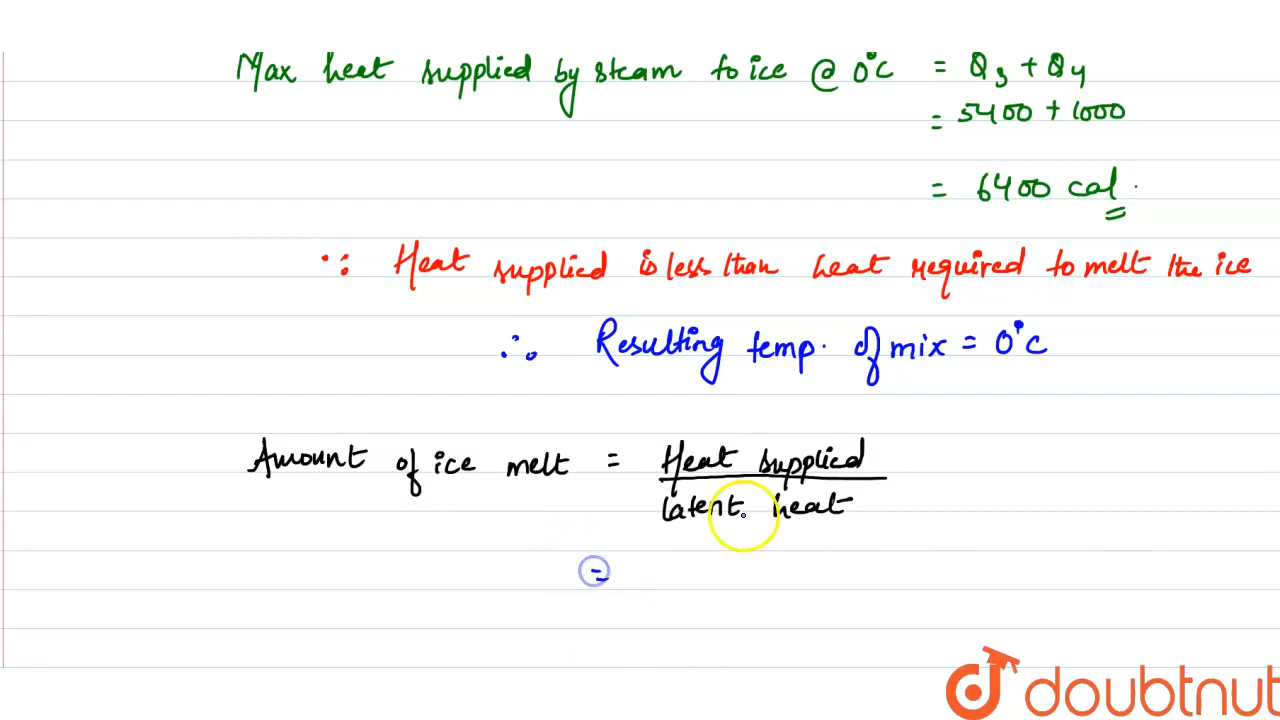 Max heat supplied by steam to ice @ 0°C = Q3 + Q4
= 5400 + 1000
= 6400 cal.
∵ Heat supplied is less than heat required to melt the ice
∴ Resulting temp. of mix = 0°C
Amount of ice melt = Heat supplied
latent heat
=
doubtnut